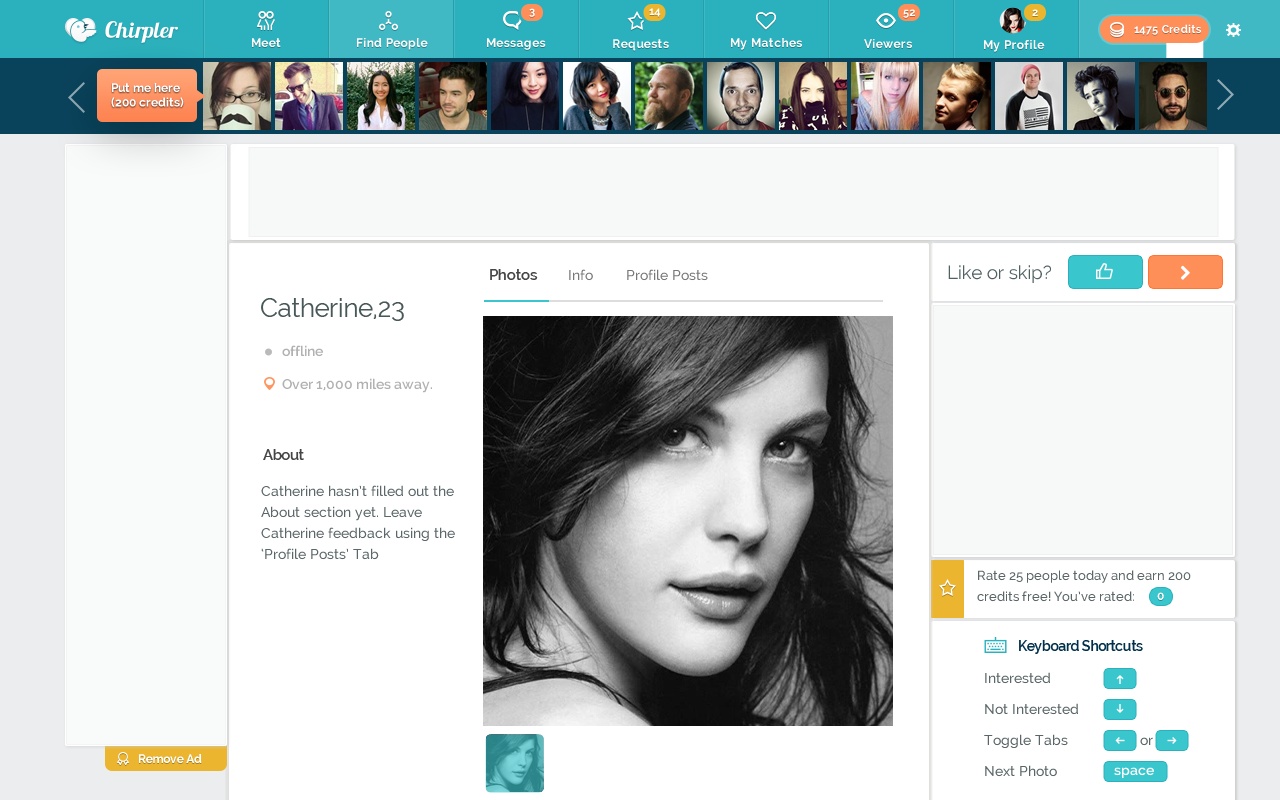 Chirpler
Meet
Find People
3
Messages
14
Requests
My Matches
52
Viewers
2
My Profile
1475 Credits
Put me here
(200 credits)
Photos
Info
Profile Posts
Like or skip?
Catherine,23
offline
Over 1,000 miles away.
About
Catherine hasn't filled out the
About section yet. Leave
Catherine feedback using the
'Profile Posts' Tab
Rate 25 people today and earn 200
credits free! You've rated: 0
Keyboard Shortcuts
Interested ↑
Not Interested ↓
Toggle Tabs ← or →
Next Photo space
Remove Ad